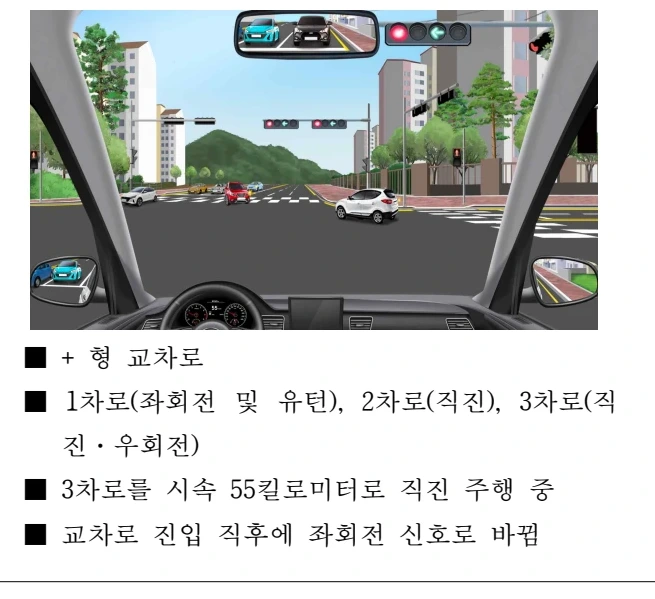 55
■ + 형 교차로
■ 1차로(좌회전 및 유턴), 2차로(직진), 3차로(직
진·우회전)
■ 3차로를 시속 55킬로미터로 직진 주행 중
■ 교차로 진입 직후에 좌회전 신호로 바뀜